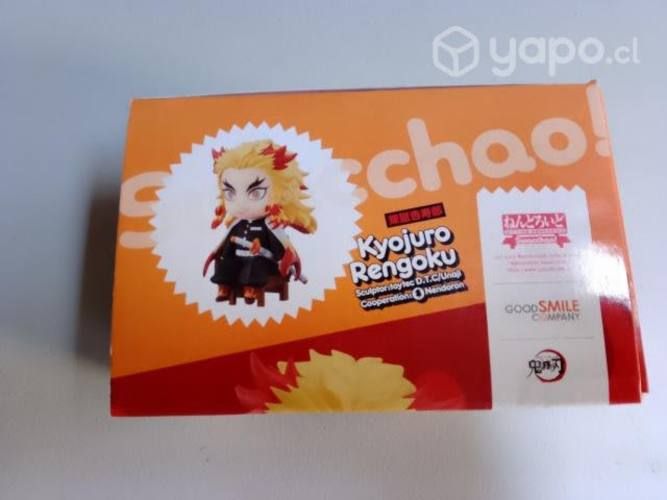 yapo.cl
chao!
煉獄杏寿郎
Kyojuro
Rengoku
Sculptor:toytec D.T.C/Unaji
Cooperation: Nendoron
ねんどろいど
GOOD SMILE
COMPANY
鬼滅の刃